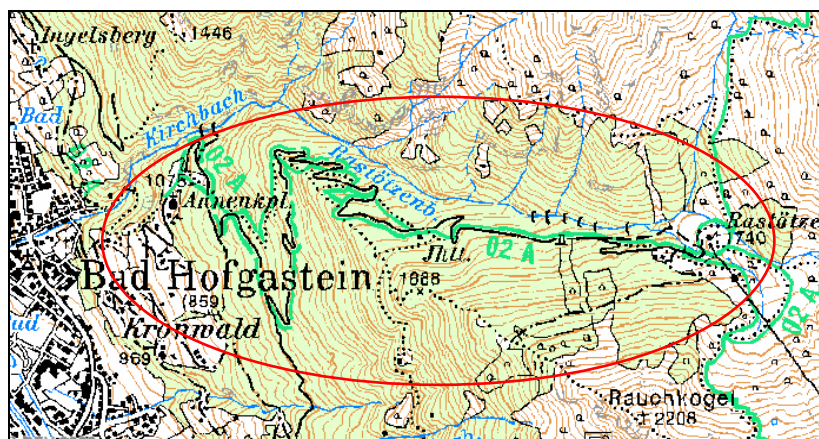 Ingelsberg
1446
Bad
Kirchbach
02 A
1075
Annenkpl.
Rastötzenb.
Rastötze
1740
Jhtt.
02 A
Bad Hofgastein
1688
02 A
(859)
Kronwald
969
Rauchkogel
2208